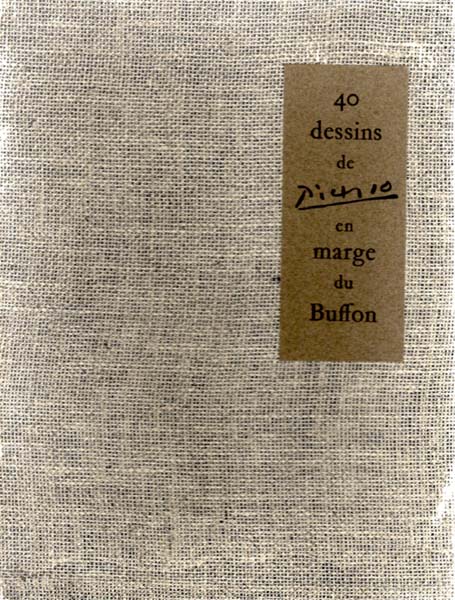 40
dessins
de
Picasso
en
marge
du
Buffon